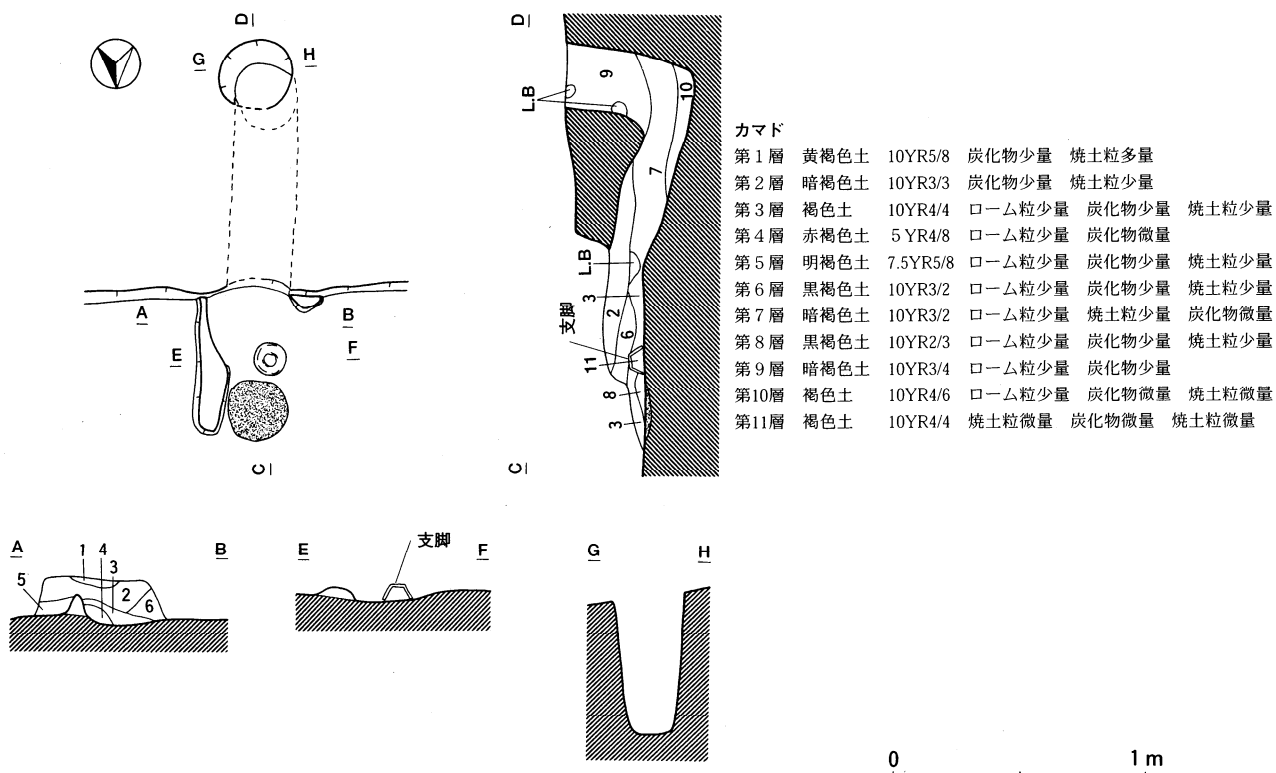 D
G H
A B
E F
C
D
9
L.B
10
7
L.B
3
支脚
2
6
11
8
3
C
カマド
第1層 黄褐色土 10YR5/8 炭化物少量 焼土粒多量
第2層 暗褐色土 10YR3/3 炭化物少量 焼土粒少量
第3層 褐色土 10YR4/4 ローム粒少量 炭化物少量 焼土粒少量
第4層 赤褐色土 5YR4/8 ローム粒少量 炭化物微量
第5層 明褐色土 7.5YR5/8 ローム粒少量 炭化物少量 焼土粒少量
第6層 黒褐色土 10YR3/2 ローム粒少量 炭化物少量 焼土粒少量
第7層 暗褐色土 10YR3/2 ローム粒少量 焼土粒少量 炭化物微量
第8層 黒褐色土 10YR2/3 ローム粒少量 炭化物少量 焼土粒少量
第9層 暗褐色土 10YR3/4 ローム粒少量 炭化物少量
第10層 褐色土 10YR4/6 ローム粒少量 炭化物微量 焼土粒微量
第11層 褐色土 10YR4/4 焼土粒微量 炭化物微量 焼土粒微量
A B
1 4
3
5 2
6
E F
支脚
G H
0 1m